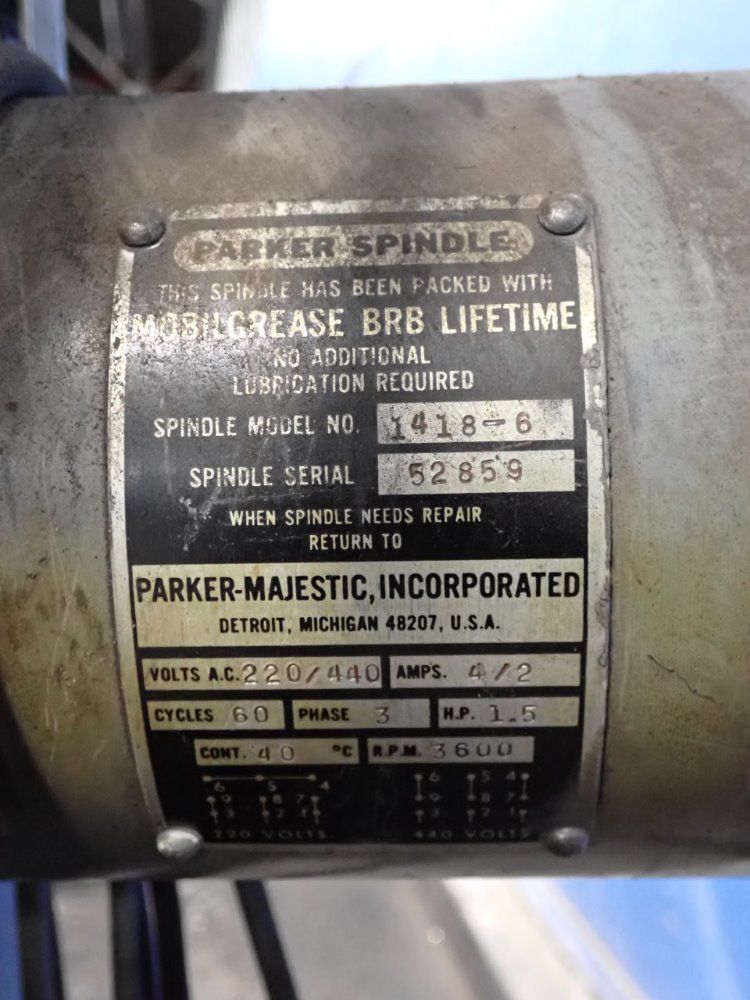 PARKER SPINDLE
THIS SPINDLE HAS BEEN PACKED WITH
MOBILGREASE BRB LIFETIME
NO ADDITIONAL
LUBRICATION REQUIRED
SPINDLE MODEL NO. 1418-6
SPINDLE SERIAL 52859
WHEN SPINDLE NEEDS REPAIR
RETURN TO
PARKER-MAJESTIC, INCORPORATED
DETROIT, MICHIGAN 48207, U.S.A.
VOLTS A.C. 220/440 AMPS. 4/2
CYCLES 60 PHASE 3 H.P. 1.5
CONT. 40 °C R.P.M. 3600
6 5 4 6 5 4
9 8 7 9 8 7
3 2 1 3 2 1
220 VOLTS 440 VOLTS